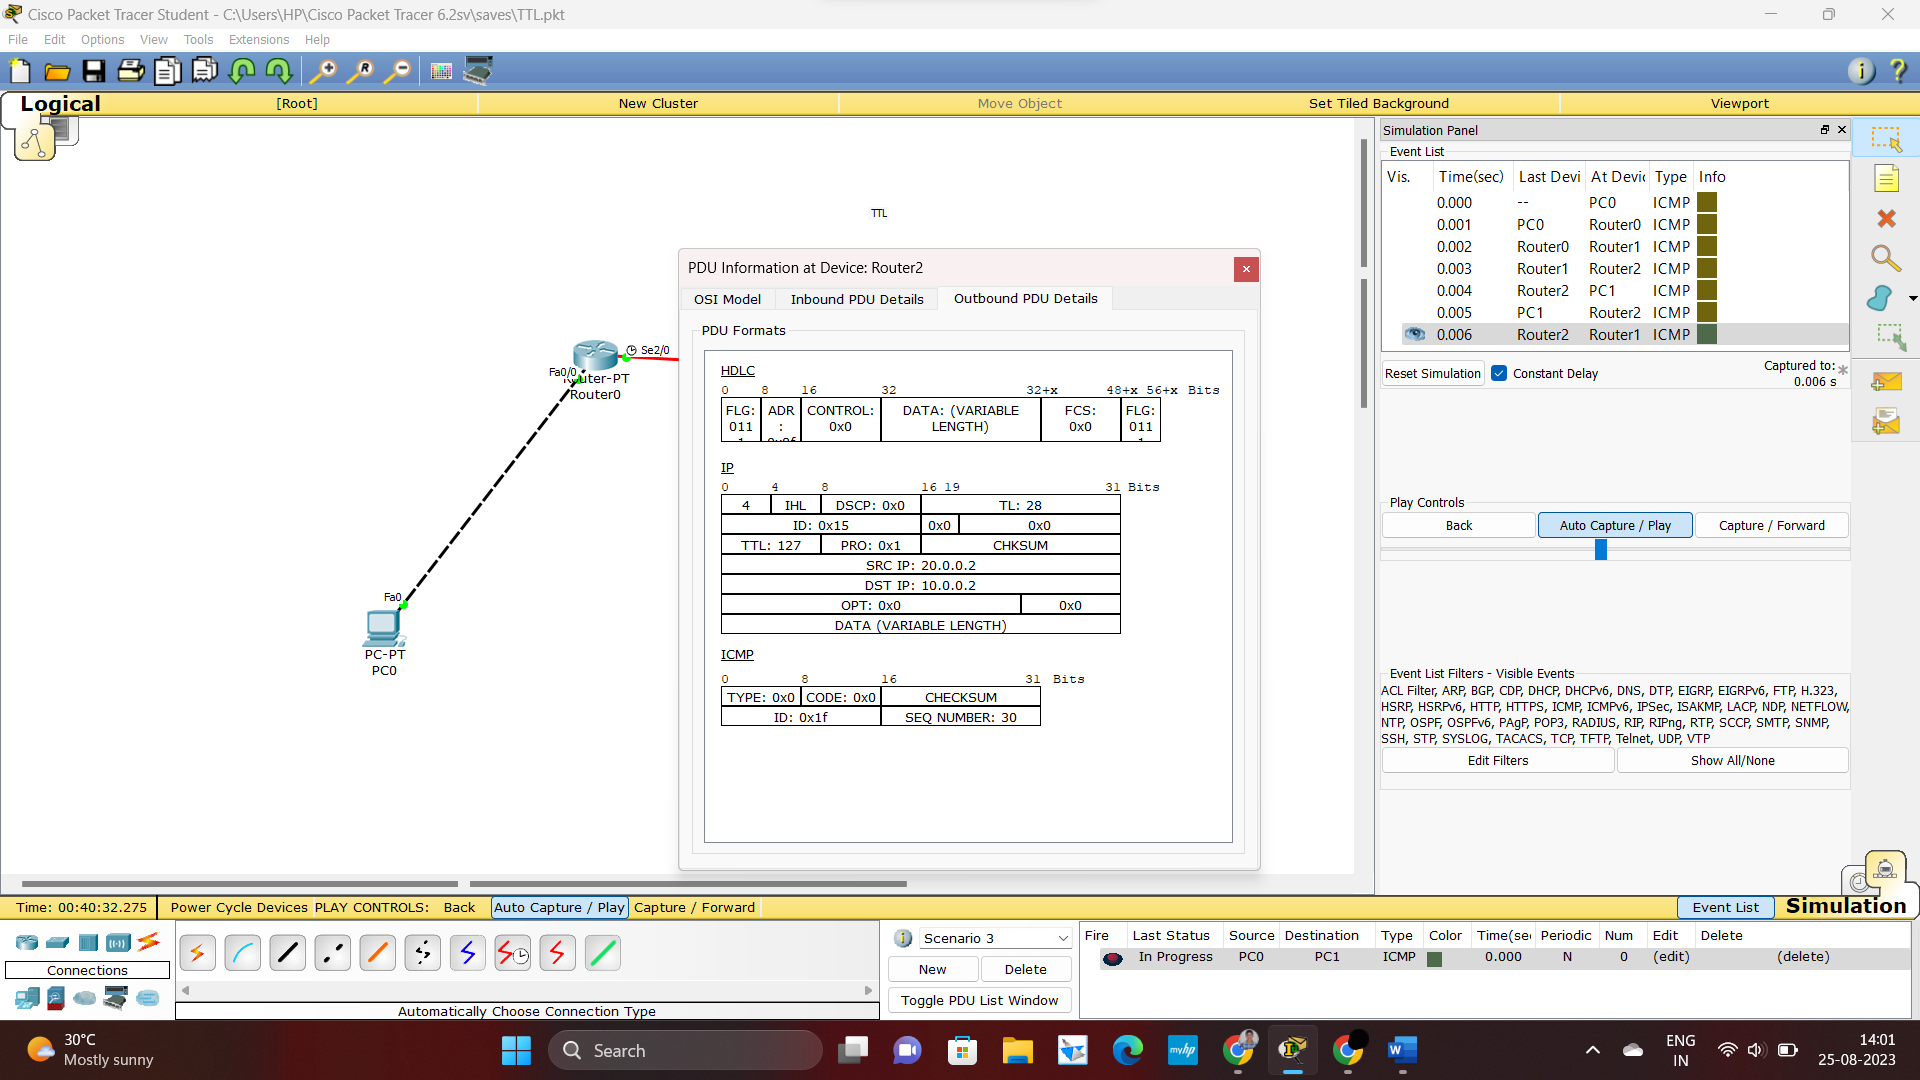 Cisco Packet Tracer Student - C:\Users\HP\Cisco Packet Tracer 6.2sv\saves\TTL.pkt
File Edit Options View Tools Extensions Help
Logical [Root] New Cluster Move Object Set Tiled Background Viewport
TTL
Fa0/0
Se2/0
Router0
Fa0
PC-PT
PC0
PDU Information at Device: Router2
OSI Model Inbound PDU Details Outbound PDU Details
PDU Formats
HDLC
0 8 16 32 32+x 48+x 56+x Bits
FLG: ADR CONTROL: DATA: (VARIABLE FCS: FLG:
011 : 0x0 LENGTH) 0x0 011
IP
0 4 8 16 19 31 Bits
4 IHL DSCP: 0x0 TL: 28
ID: 0x15 0x0 0x0
TTL: 127 PRO: 0x1 CHKSUM
SRC IP: 20.0.0.2
DST IP: 10.0.0.2
OPT: 0x0 0x0
DATA (VARIABLE LENGTH)
ICMP
0 8 16 31 Bits
TYPE: 0x0 CODE: 0x0 CHECKSUM
ID: 0x1f SEQ NUMBER: 30
Simulation Panel
Event List
Vis. Time(sec) Last Devi At Devic Type Info
0.000 -- PC0 ICMP
0.001 PC0 Router0 ICMP
0.002 Router0 Router1 ICMP
0.003 Router1 Router2 ICMP
0.004 Router2 PC1 ICMP
0.005 PC1 Router2 ICMP
0.006 Router2 Router1 ICMP
Reset Simulation Constant Delay Captured to:
0.006 s
Play Controls
Back Auto Capture / Play Capture / Forward
Event List Filters - Visible Events
ACL Filter, ARP, BGP, CDP, DHCP, DHCPv6, DNS, DTP, EIGRP, EIGRPv6, FTP, H.323,
HSRP, HSRPv6, HTTP, HTTPS, ICMP, ICMPv6, IPSec, ISAKMP, LACP, NDP, NETFLOW,
NTP, OSPF, OSPFv6, PAgP, POP3, RADIUS, RIP, RIPng, RTP, SCCP, SMTP, SNMP,
SSH, STP, SYSLOG, TACACS, TCP, TFTP, Telnet, UDP, VTP
Edit Filters Show All/None
Time: 00:40:32.275 Power Cycle Devices PLAY CONTROLS: Back Auto Capture / Play Capture / Forward Event List Simulation
Connections
Automatically Choose Connection Type
Scenario 3
New Delete
Toggle PDU List Window
Fire Last Status Source Destination Type Color Time(sec Periodic Num Edit Delete
In Progress PC0 PC1 ICMP 0.000 N 0 (edit) (delete)
30°C
Mostly sunny
Search
myhp
ENG
IN
14:01
25-08-2023